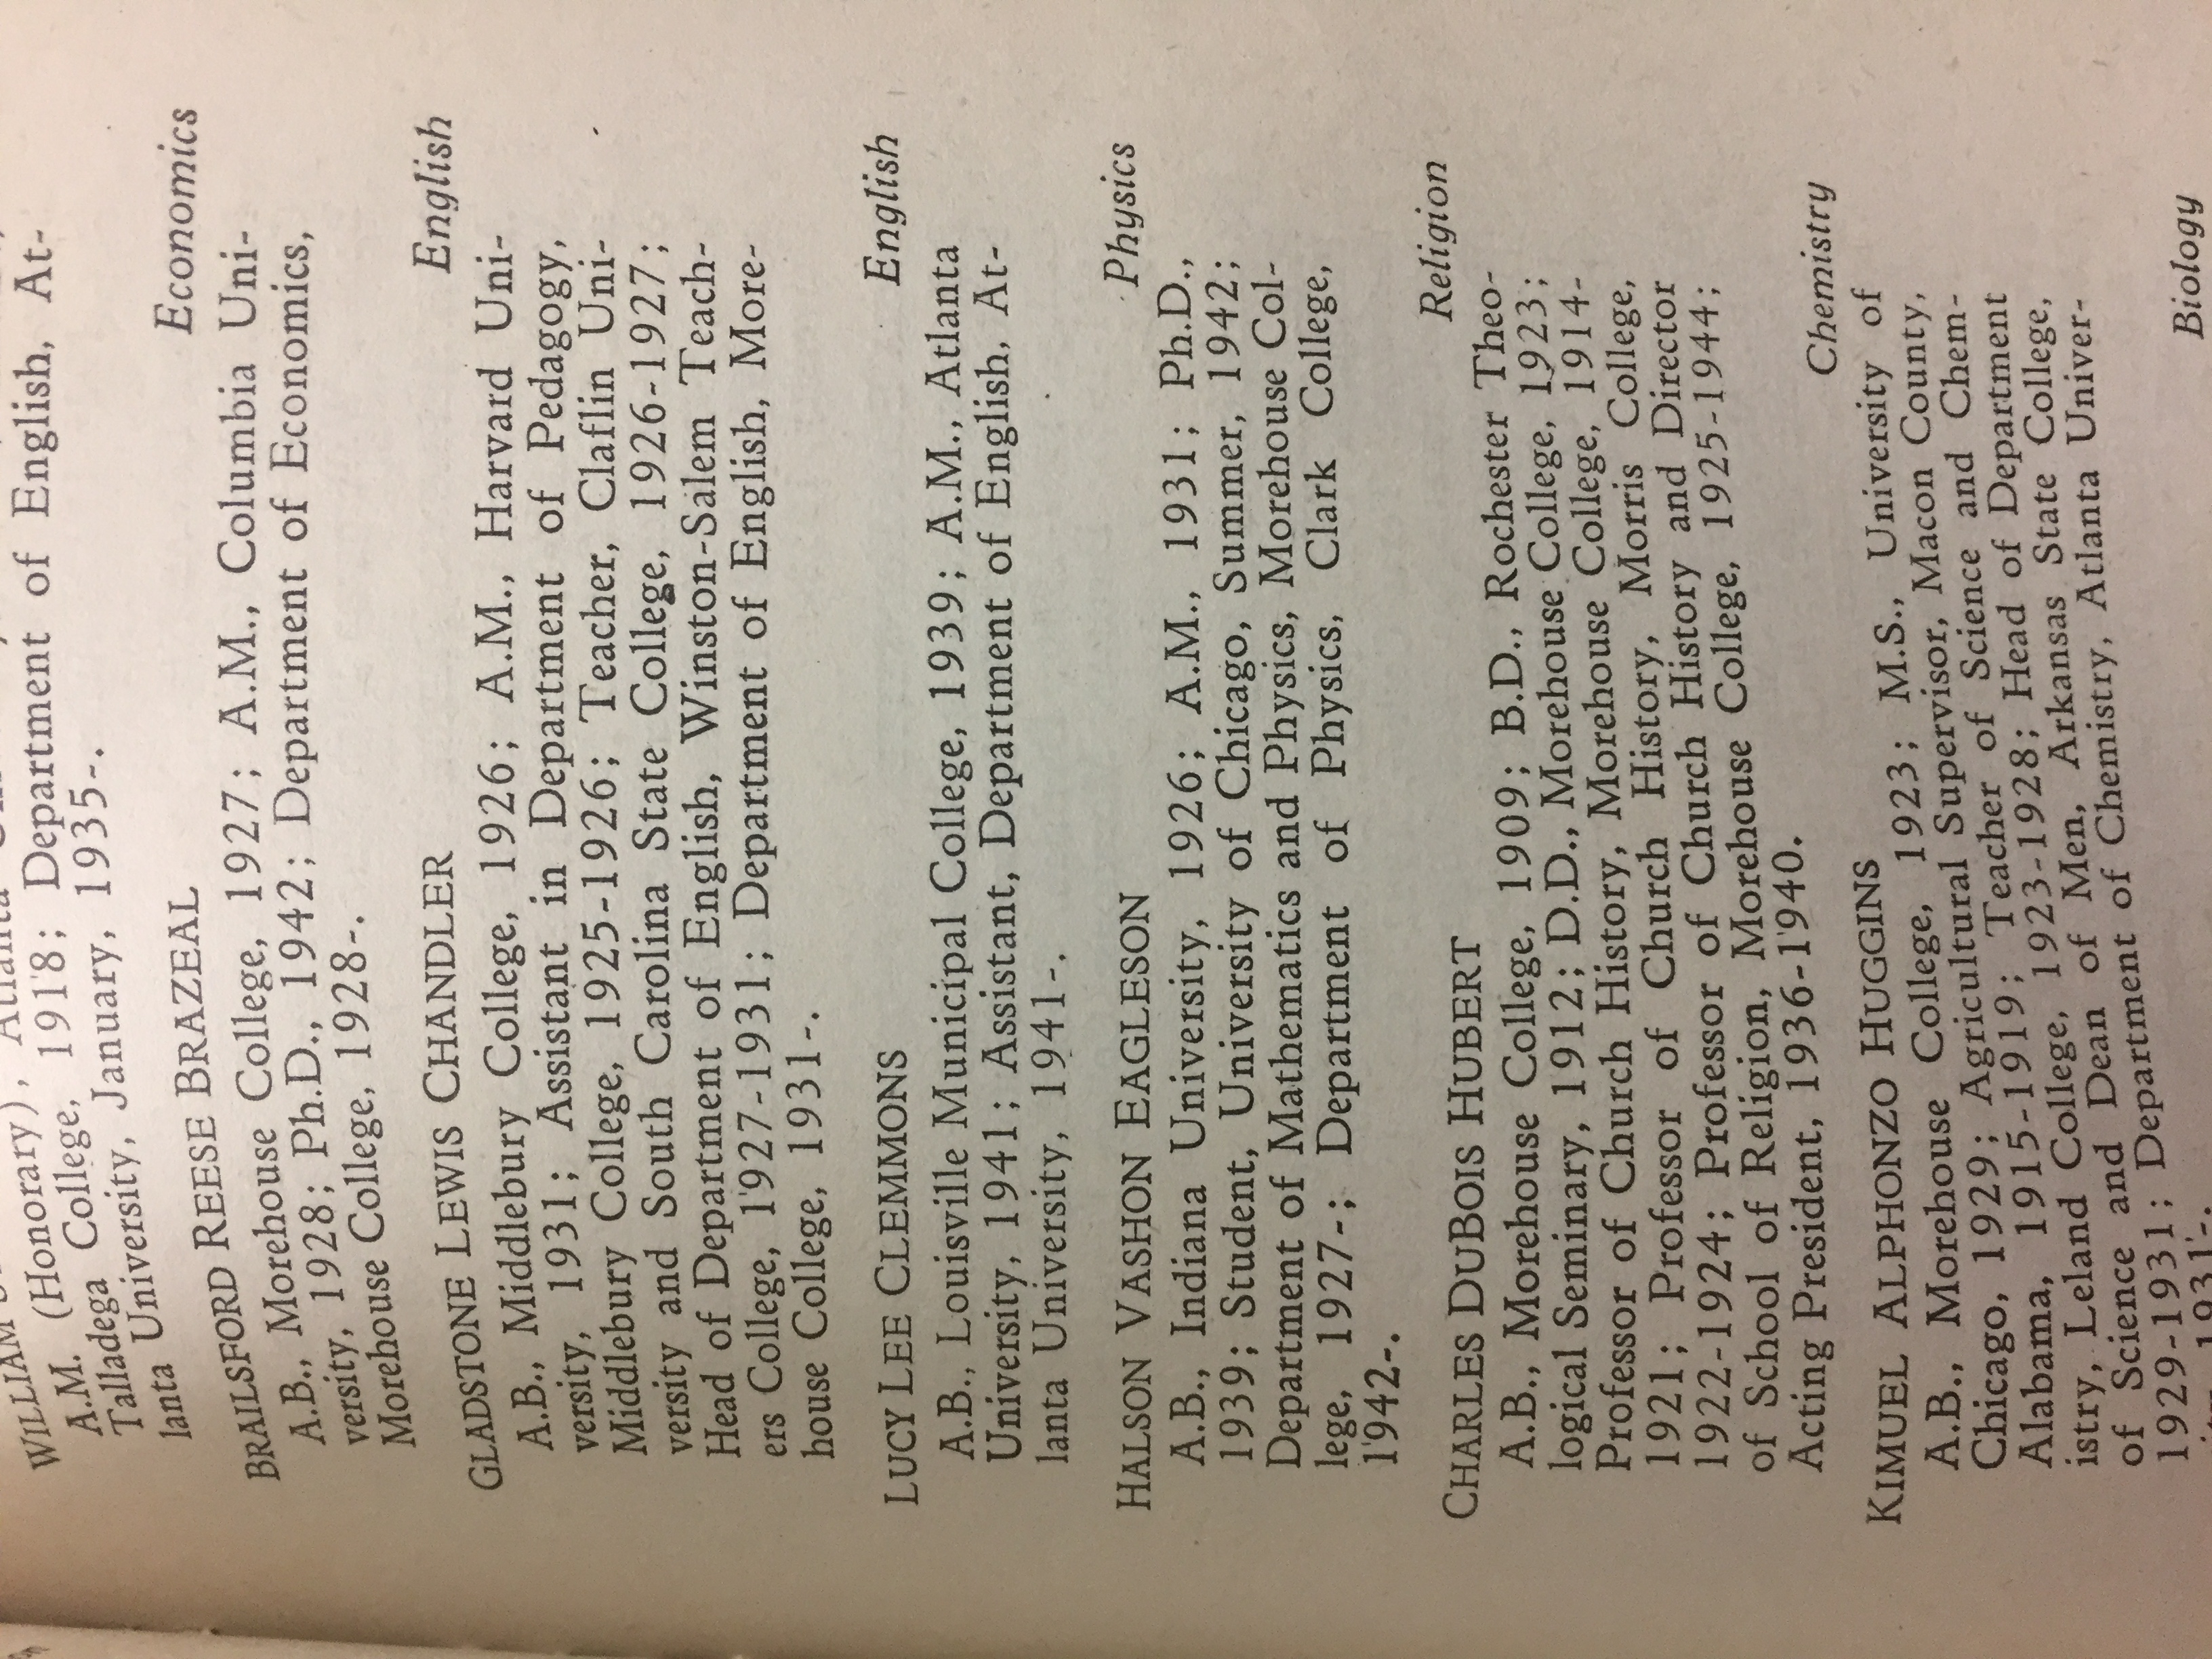 WILLIAM
A.M. (Honorary), Atlanta
Talladega College, 1918; Department of English, At-
lanta University, January, 1935-.
BRAILSFORD REESE BRAZEAL Economics
A.B., Morehouse College, 1927; A.M., Columbia Uni-
versity, 1928; Ph.D., 1942; Department of Economics,
Morehouse College, 1928-.
GLADSTONE LEWIS CHANDLER English
A.B., Middlebury College, 1926; A.M., Harvard Uni-
versity, 1931; Assistant in Department of Pedagogy,
Middlebury College, 1925-1926; Teacher, Claflin Uni-
versity and South Carolina State College, 1926-1927;
Head of Department of English, Winston-Salem Teach-
ers College, 1927-1931; Department of English, More-
house College, 1931-.
LUCY LEE CLEMMONS English
A.B., Louisville Municipal College, 1939; A.M., Atlanta
University, 1941; Assistant, Department of English, At-
lanta University, 1941-.
HALSON VASHON EAGLESON Physics
A.B., Indiana University, 1926; A.M., 1931; Ph.D.,
1939; Student, University of Chicago, Summer, 1942;
Department of Mathematics and Physics, Morehouse Col-
lege, 1927-; Department of Physics, Clark College,
1942-.
CHARLES DUBOIS HUBERT Religion
A.B., Morehouse College, 1909; B.D., Rochester Theo-
logical Seminary, 1912; D.D., Morehouse College, 1923;
Professor of Church History, Morehouse College, 1914-
1921; Professor of Church History, Morris College,
1922-1924; Professor of Church History and Director
of School of Religion, Morehouse College, 1925-1944;
Acting President, 1936-1940.
KIMUEL ALPHONZO HUGGINS Chemistry
A.B., Morehouse College, 1923; M.S., University of
Chicago, 1929; Agricultural Supervisor, Macon County,
Alabama, 1915-1919; Teacher of Science and Chem-
istry, Leland College, 1923-1928; Head of Department
of Science and Dean of Men, Arkansas State College,
1929-1931; Department of Chemistry, Atlanta Univer-
1931-.
Biology